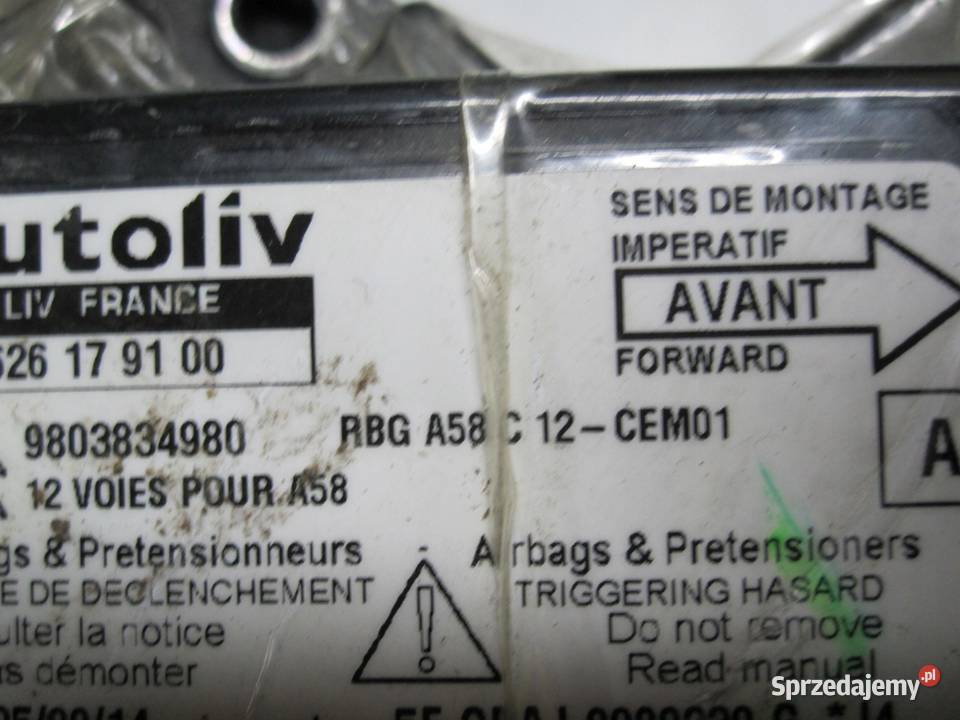 utoliv
SENS DE MONTAGE
IMPERATIF
LIV FRANCE
AVANT
626 17 91 00
FORWARD
9803834980
RBG A58 C 12-CEM01
A
12 VOIES POUR A58
gs & Pretensionneurs - Airbags & Pretensioners
E DE DECLENCHEMENT
TRIGGERING HASARD
ulter la notice
Do not remove
ns démonter
Read manual
Sprzedajemy.pl